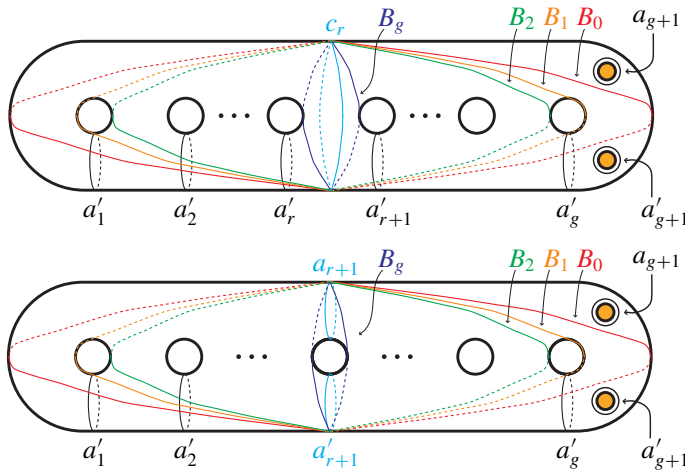 c_r B_g B_2 B_1 B_0 a_{g+1}
··· ···
a'_1 a'_2 a'_r a'_{r+1} a'_g a'_{g+1}
a_{r+1} B_g B_2 B_1 B_0 a_{g+1}
··· ···
a'_1 a'_2 a'_{r+1} a'_g a'_{g+1}